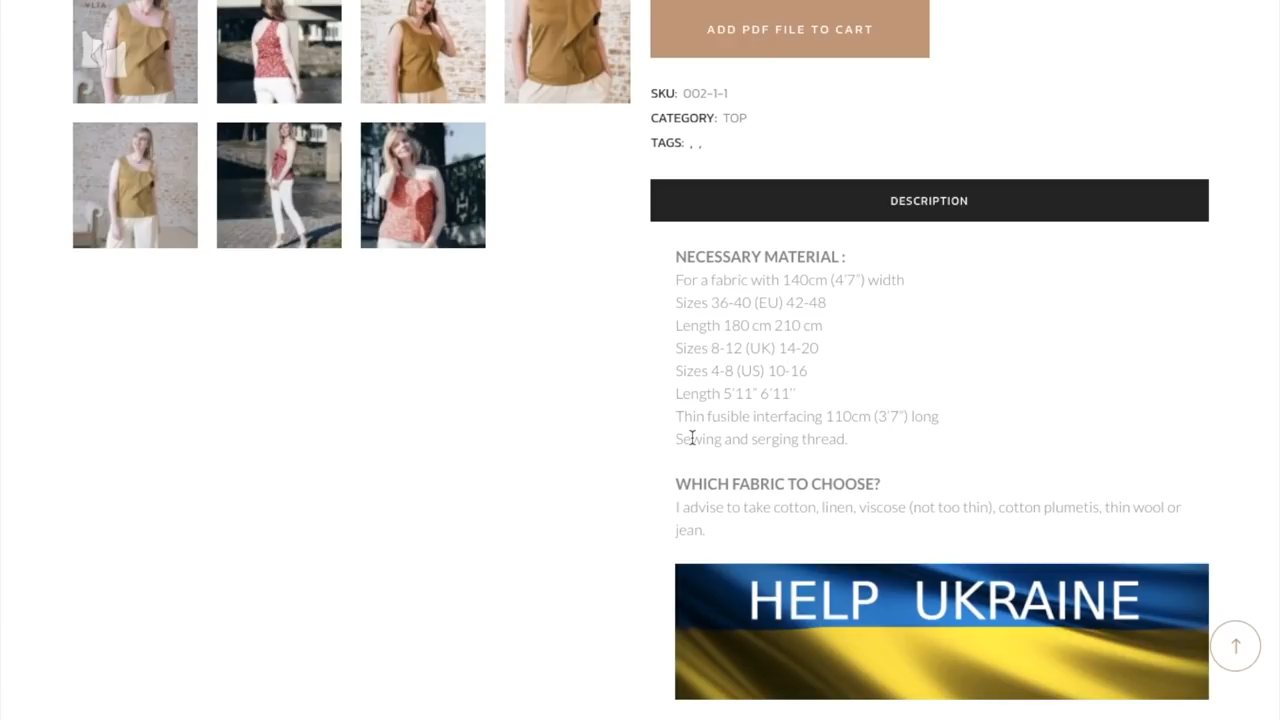 ADD PDF FILE TO CART
SKU: 002-1-1
CATEGORY: TOP
TAGS: , ,
DESCRIPTION
NECESSARY MATERIAL :
For a fabric with 140cm (4'7") width
Sizes 36-40 (EU) 42-48
Length 180 cm 210 cm
Sizes 8-12 (UK) 14-20
Sizes 4-8 (US) 10-16
Length 5'11" 6'11''
Thin fusible interfacing 110cm (3'7") long
Sewing and serging thread.
WHICH FABRIC TO CHOOSE?
I advise to take cotton, linen, viscose (not too thin), cotton plumetis, thin wool or
jean.
HELP UKRAINE